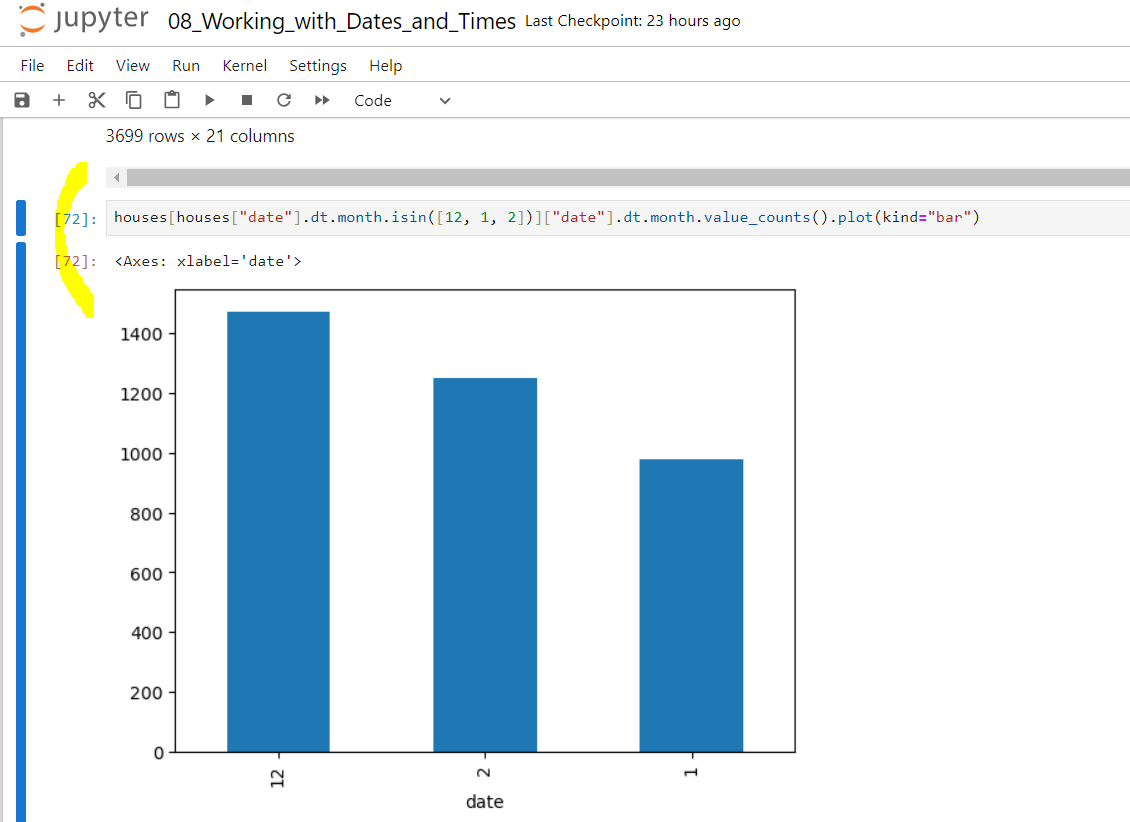 jupyter 08_Working_with_Dates_and_Times Last Checkpoint: 23 hours ago
File Edit View Run Kernel Settings Help
Code
3699 rows × 21 columns
[72]: houses[houses["date"].dt.month.isin([12, 1, 2])]["date"].dt.month.value_counts().plot(kind="bar")
[72]: <Axes: xlabel='date'>
1400
1200
1000
800
600
400
200
0
12 2 1
date